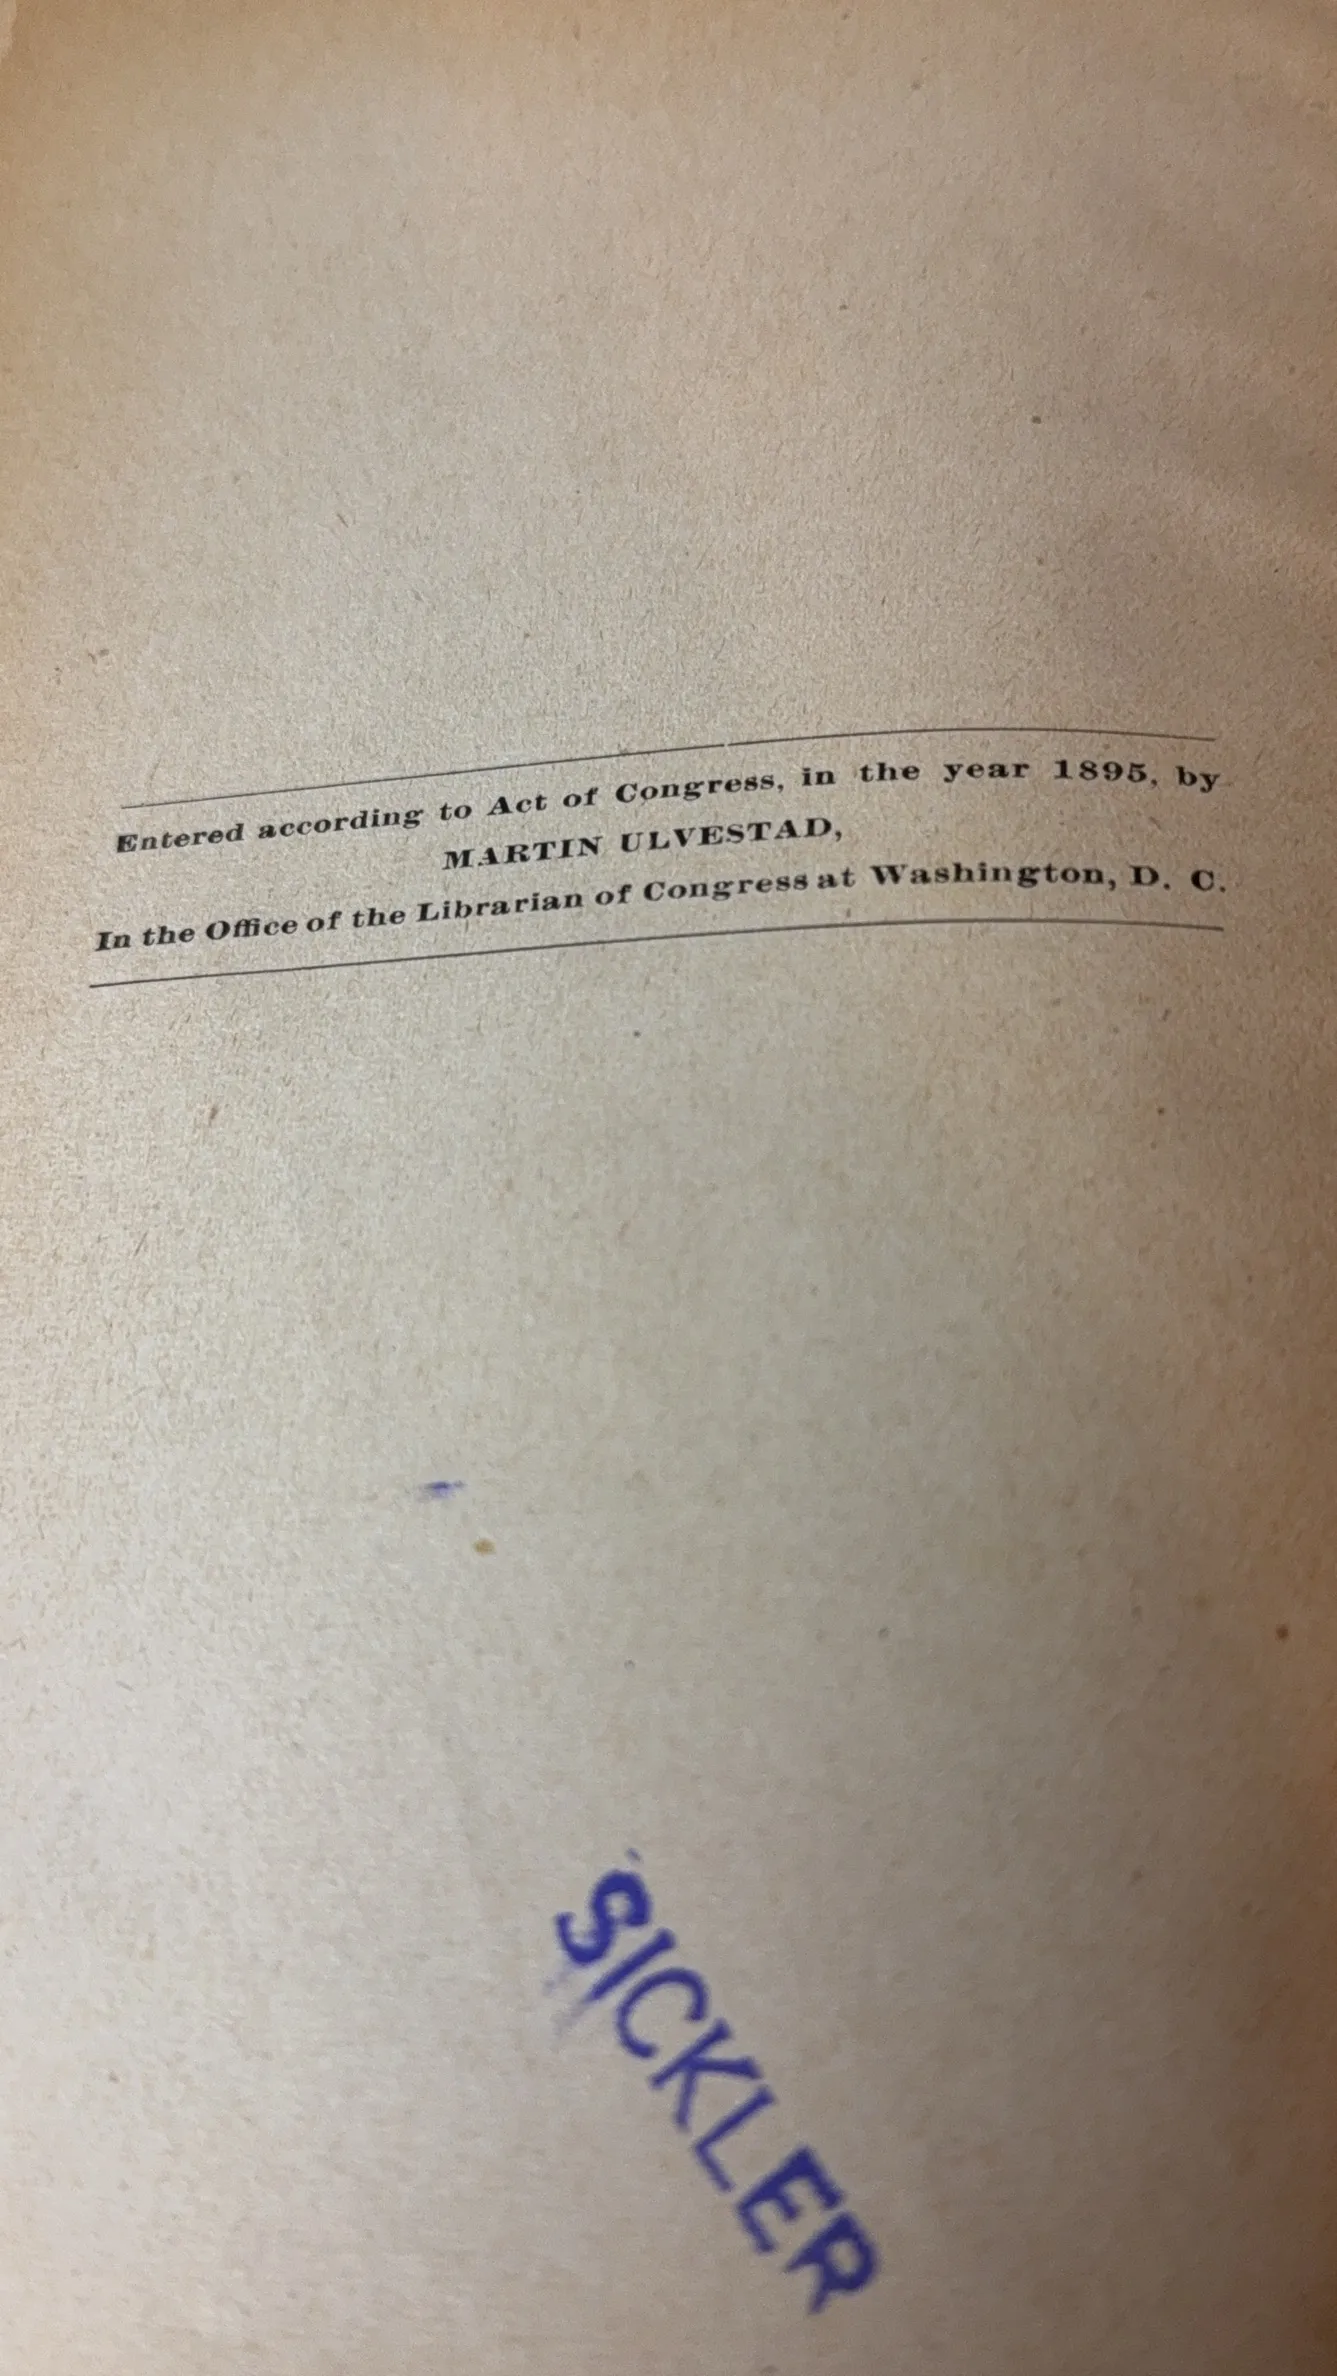 Entered according to Act of Congress, in the year 1895, by
MARTIN ULVESTAD,
In the Office of the Librarian of Congress at Washington, D. C.
SICKLER